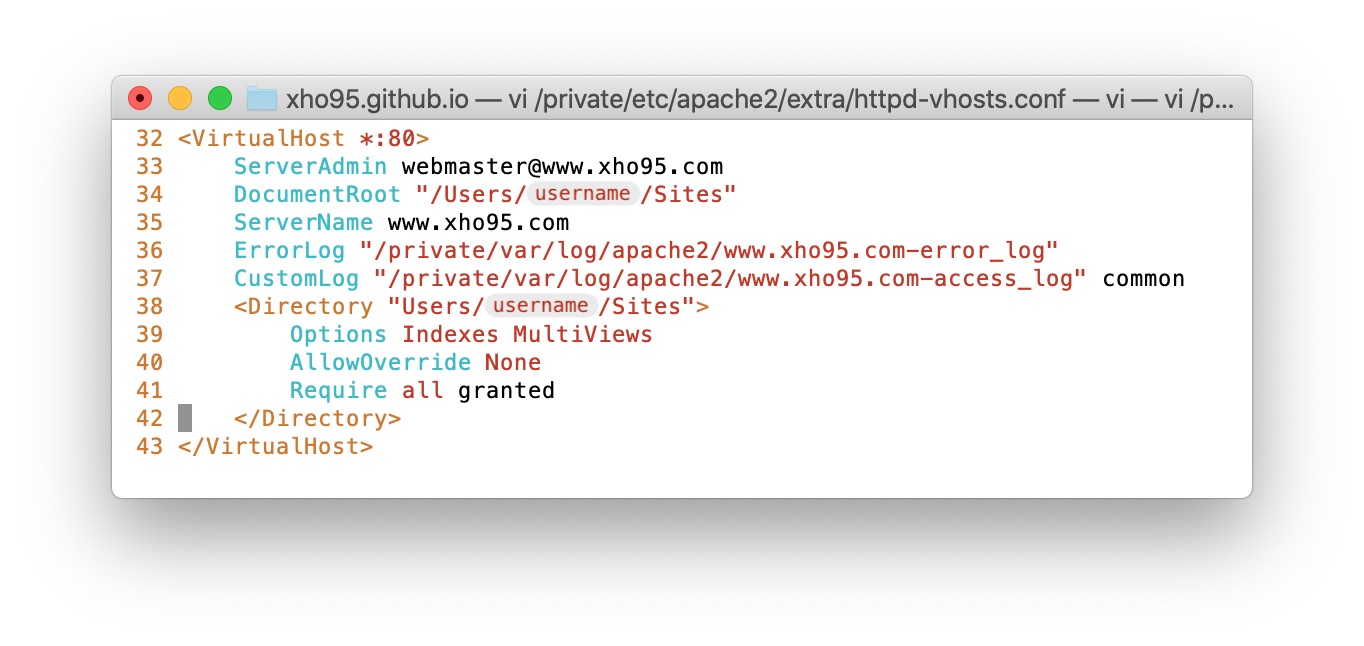 xho95.github.io — vi /private/etc/apache2/extra/httpd-vhosts.conf — vi — vi /p...
32 <VirtualHost *:80>
33     ServerAdmin webmaster@www.xho95.com
34     DocumentRoot "/Users/username/Sites"
35     ServerName www.xho95.com
36     ErrorLog "/private/var/log/apache2/www.xho95.com-error_log"
37     CustomLog "/private/var/log/apache2/www.xho95.com-access_log" common
38     <Directory "Users/username/Sites">
39         Options Indexes MultiViews
40         AllowOverride None
41         Require all granted
42     </Directory>
43 </VirtualHost>